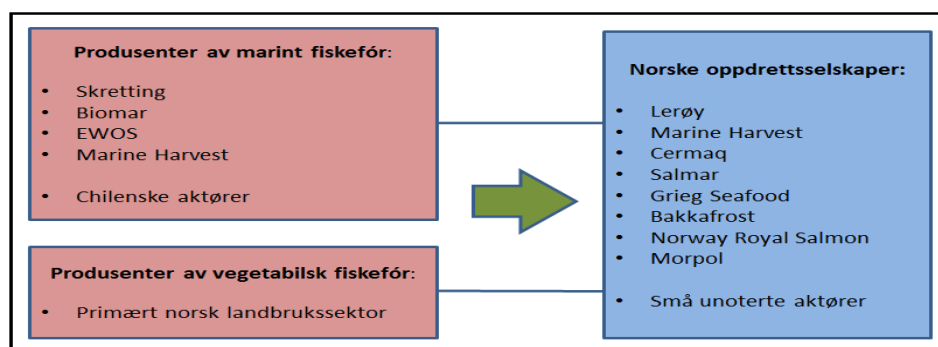 Produsenter av marint fiskefór:
• Skretting
• Biomar
• EWOS
• Marine Harvest
• Chilenske aktører
Produsenter av vegetabilsk fiskefór:
• Primært norsk landbrukssektor
Norske oppdrettsselskaper:
• Lerøy
• Marine Harvest
• Cermaq
• Salmar
• Grieg Seafood
• Bakkafrost
• Norway Royal Salmon
• Morpol
• Små unoterte aktører